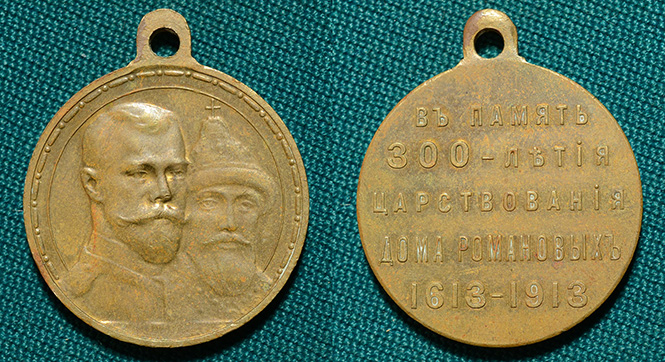 ВЪ ПАМЯТЬ
300-ЛѢТІЯ
ЦАРСТВОВАНІЯ
ДОМА РОМАНОВЫХЪ
1613-1913